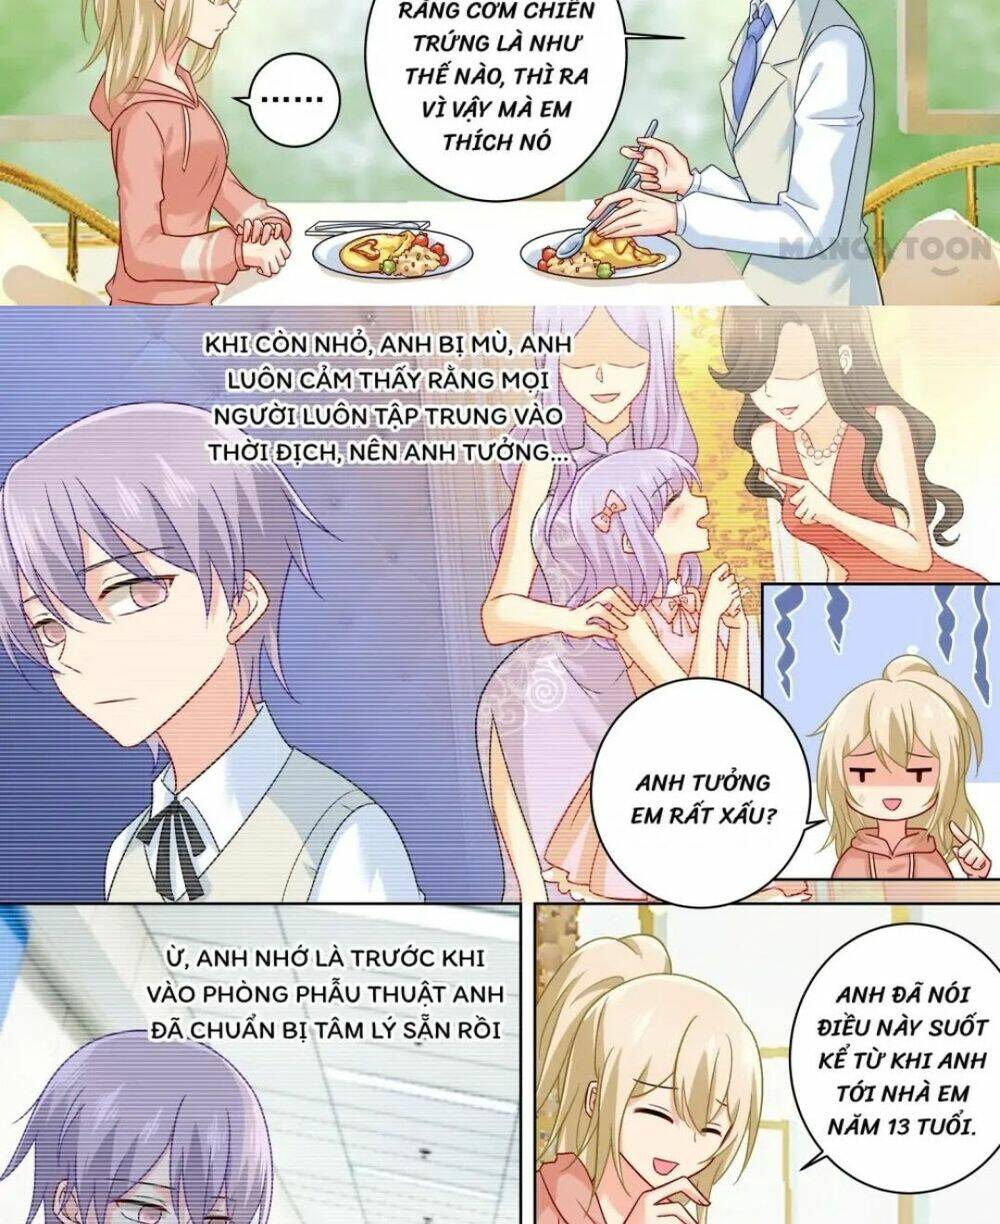 RẰNG CƠM CHIÊN
TRỨNG LÀ NHƯ
THẾ NÀO, THÌ RA
VÌ VẬY MÀ EM
THÍCH NÓ
......
MANGA TOON
KHI CÒN NHỎ, ANH BỊ MÙ, ANH
LUÔN CẢM THẤY RẰNG MỌI
NGƯỜI LUÔN TẬP TRUNG VÀO
THỜI ĐỊCH, NÊN ANH TƯỞNG...
ANH TƯỞNG
EM RẤT XẤU?
Ừ, ANH NHỚ LÀ TRƯỚC KHI
VÀO PHÒNG PHẪU THUẬT ANH
ĐÃ CHUẨN BỊ TÂM LÝ SẴN RỒI
ANH ĐÃ NÓI
ĐIỀU NÀY SUỐT
KỂ TỪ KHI ANH
TỚI NHÀ EM
NĂM 13 TUỔI.